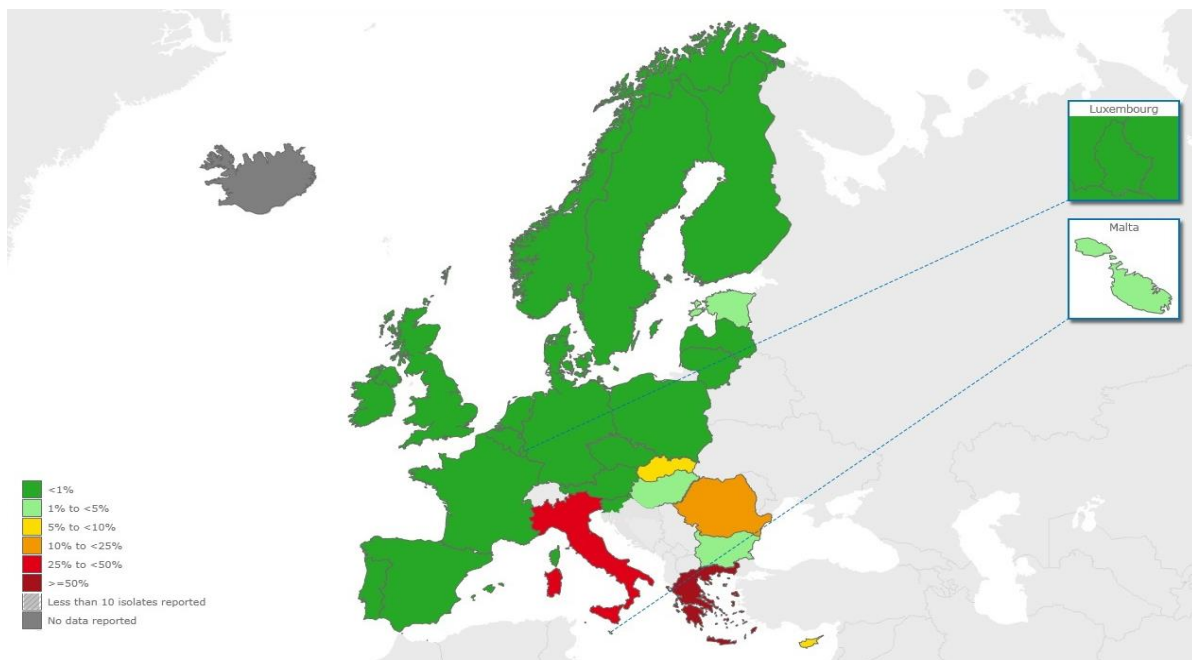 Luxembourg
Malta
<1%
1% to <5%
5% to <10%
10% to <25%
25% to <50%
>=50%
Less than 10 isolates reported
No data reported